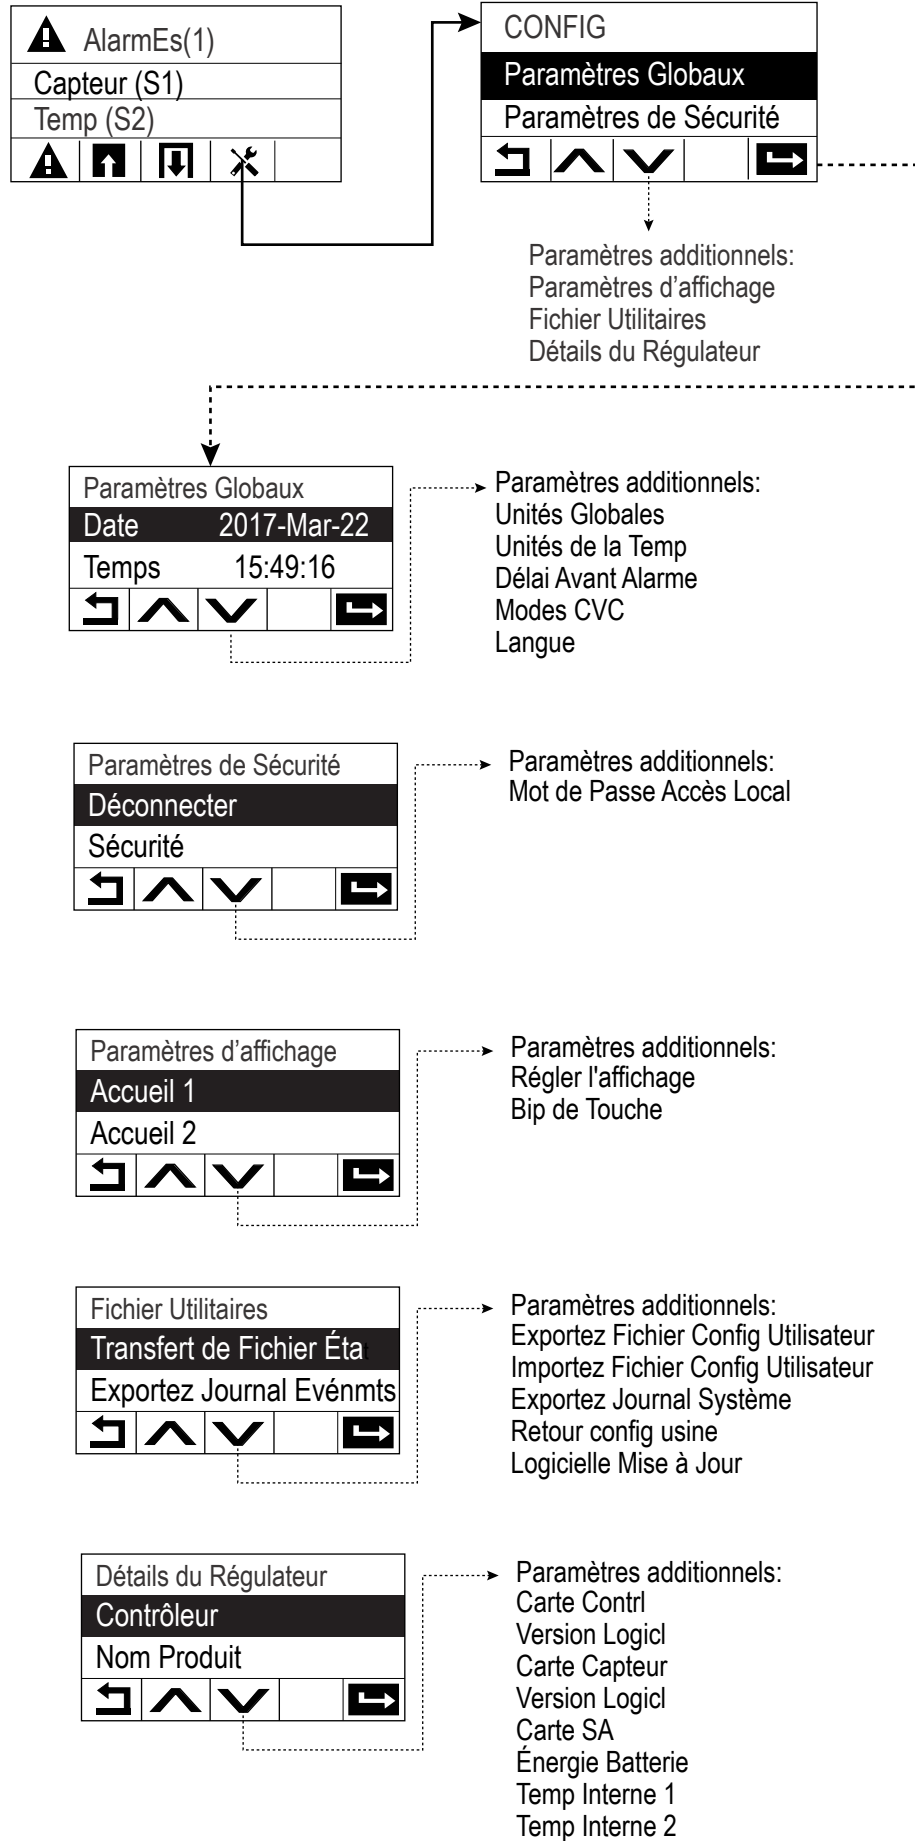 AlarmEs(1)
Capteur (S1)
Temp (S2)
CONFIG
Paramètres Globaux
Paramètres de Sécurité
Paramètres additionnels:
Paramètres d’affichage
Fichier Utilitaires
Détails du Régulateur
Paramètres Globaux
Date 2017-Mar-22
Temps 15:49:16
Paramètres additionnels:
Unités Globales
Unités de la Temp
Délai Avant Alarme
Modes CVC
Langue
Paramètres de Sécurité
Déconnecter
Sécurité
Paramètres additionnels:
Mot de Passe Accès Local
Paramètres d’affichage
Accueil 1
Accueil 2
Paramètres additionnels:
Régler l'affichage
Bip de Touche
Fichier Utilitaires
Transfert de Fichier État
Exportez Journal Evénmts
Paramètres additionnels:
Exportez Fichier Config Utilisateur
Importez Fichier Config Utilisateur
Exportez Journal Système
Retour config usine
Logicielle Mise à Jour
Détails du Régulateur
Contrôleur
Nom Produit
Paramètres additionnels:
Carte Contrl
Version Logicl
Carte Capteur
Version Logicl
Carte SA
Énergie Batterie
Temp Interne 1
Temp Interne 2